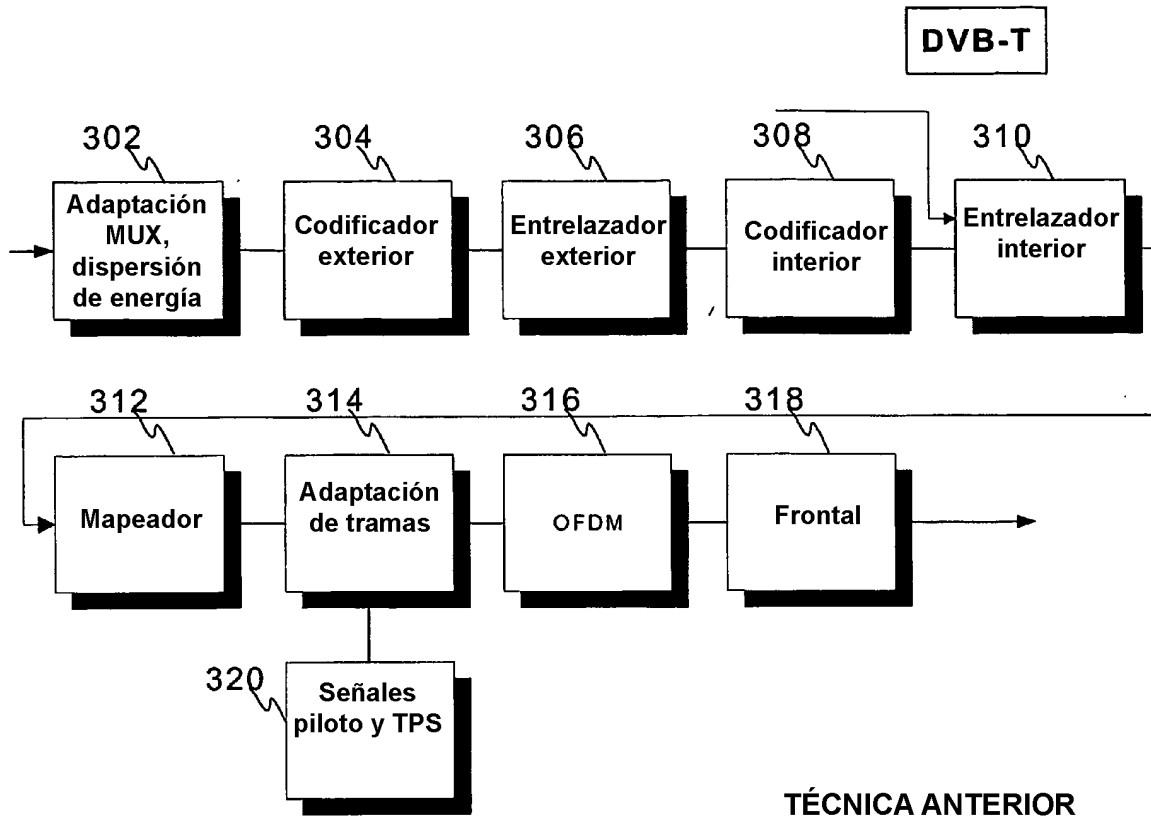 DVB-T
302
304
306
308
310
Adaptación
MUX,
dispersión
de energía
Codificador
exterior
Entrelazador
exterior
Codificador
interior
Entrelazador
interior
312
314
316
318
Mapeador
Adaptación
de tramas
OFDM
Frontal
320
Señales
piloto y TPS
TÉCNICA ANTERIOR